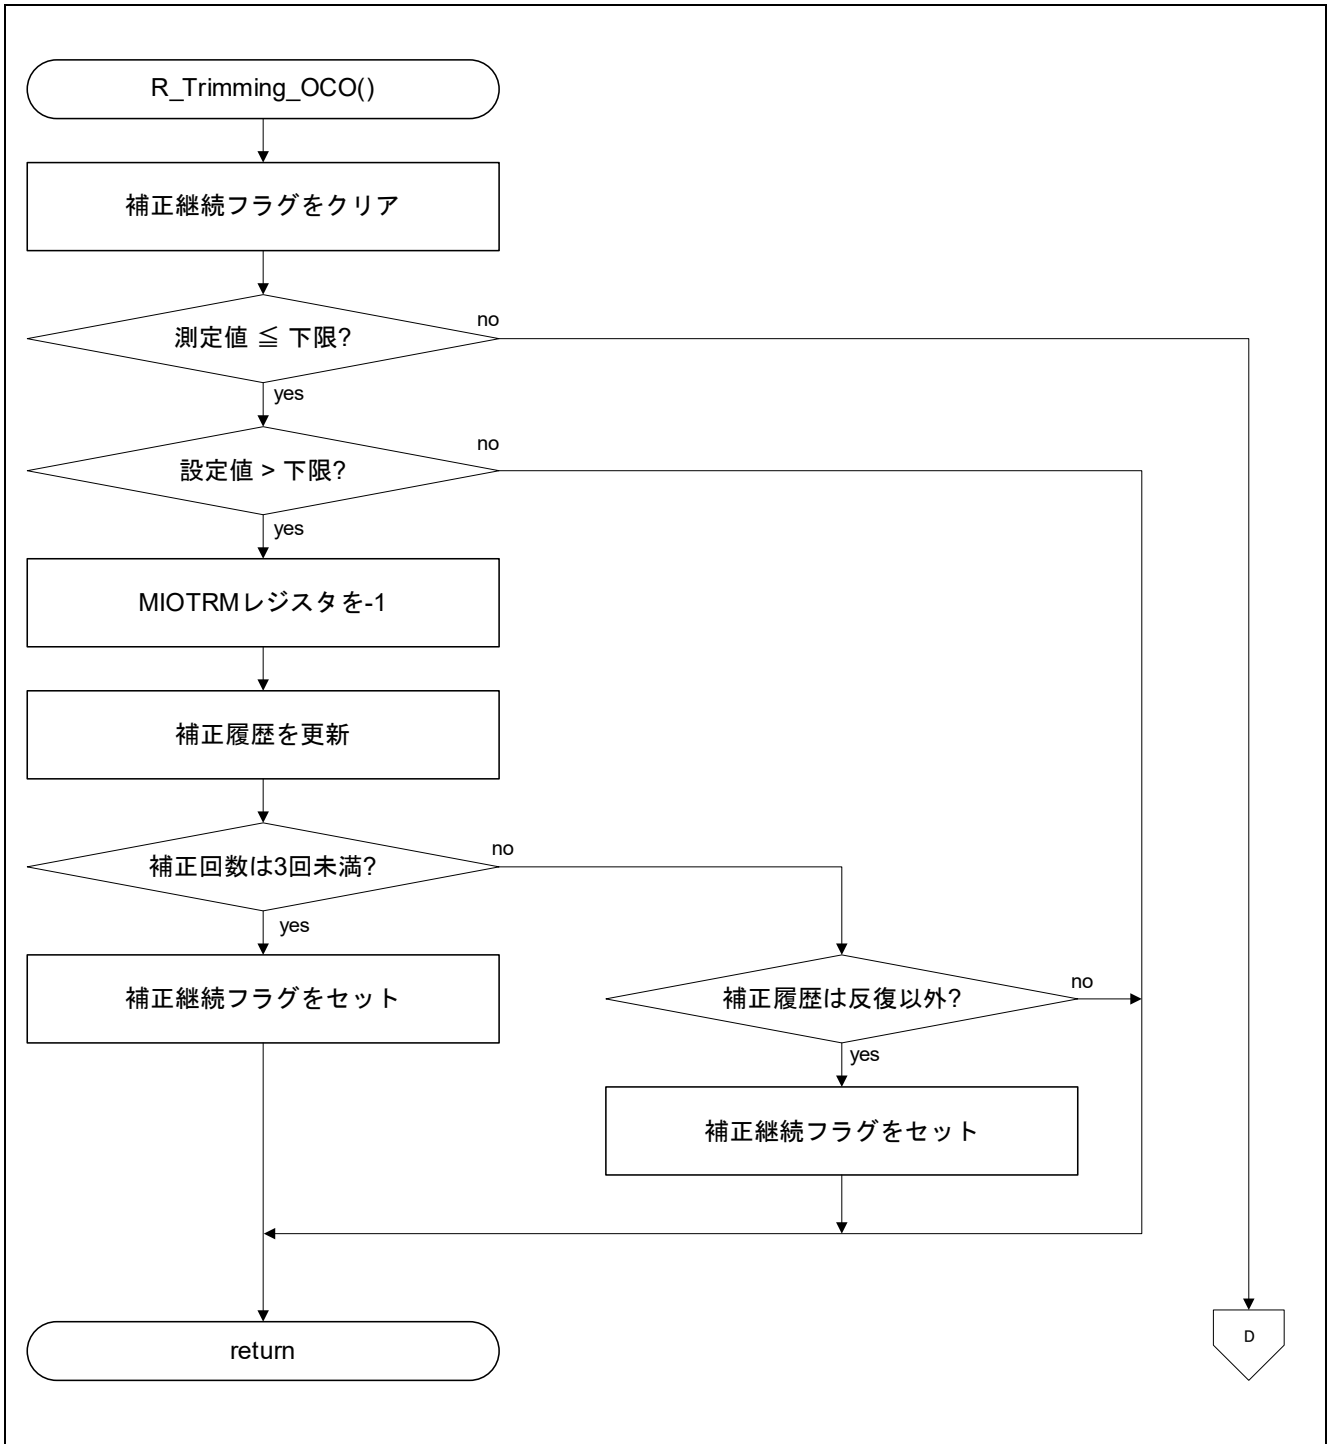 R_Trimming_OCO()
補正継続フラグをクリア
測定値 ≦ 下限?
no
yes
設定値 > 下限?
no
yes
MIOTRMレジスタを-1
補正履歴を更新
補正回数は3回未満?
no
yes
補正継続フラグをセット
補正履歴は反復以外?
no
yes
補正継続フラグをセット
return
D